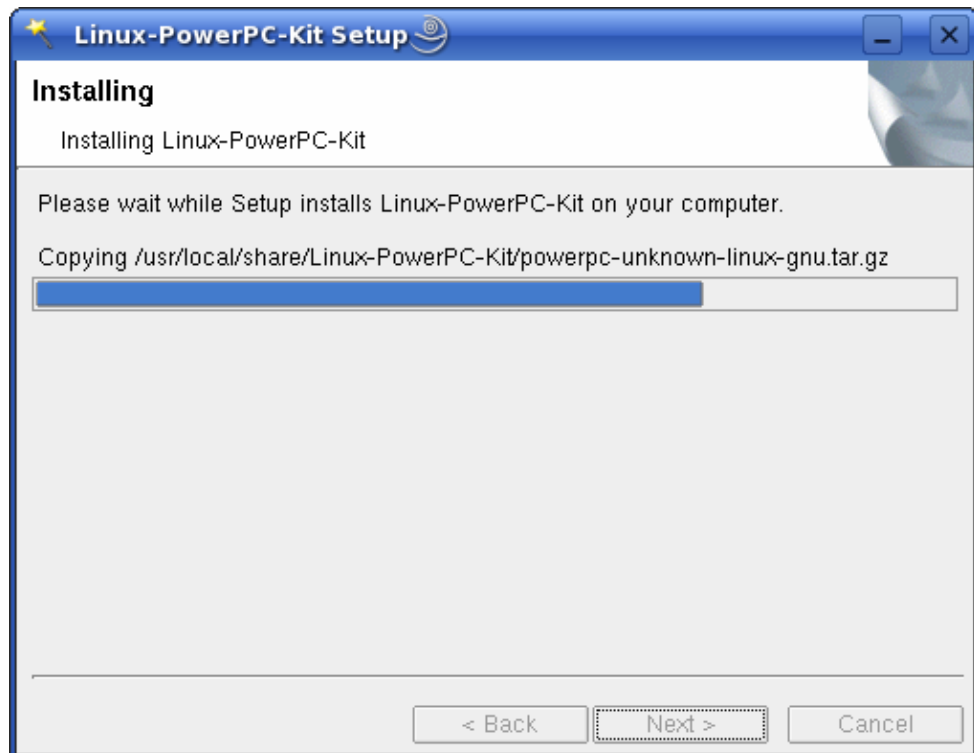 Linux-PowerPC-Kit Setup
Installing
Installing Linux-PowerPC-Kit
Please wait while Setup installs Linux-PowerPC-Kit on your computer.
Copying /usr/local/share/Linux-PowerPC-Kit/powerpc-unknown-linux-gnu.tar.gz
< Back Next > Cancel